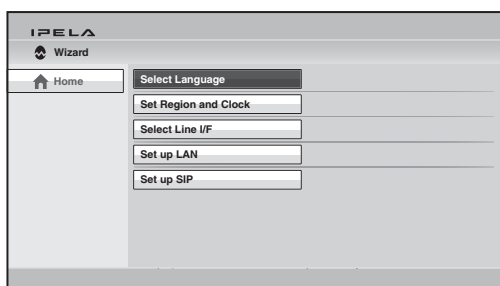 IPELA
Wizard
Home
Select Language
Set Region and Clock
Select Line I/F
Set up LAN
Set up SIP